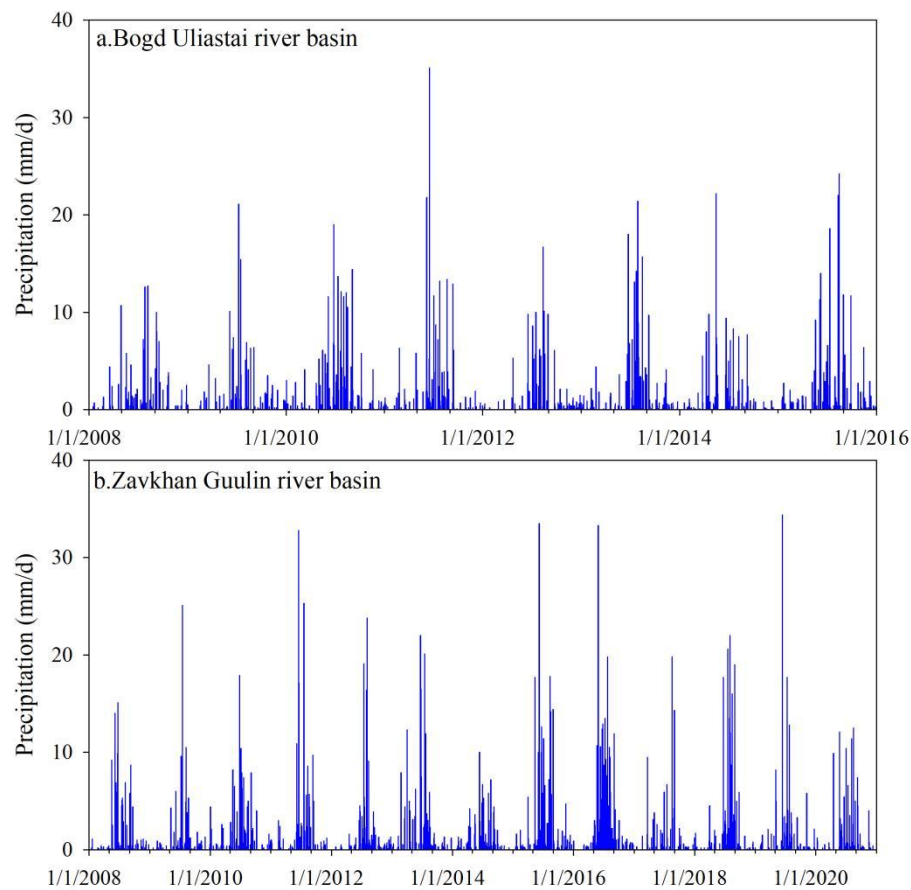 40
a.Bogd Uliastai river basin
30
20
10
0
Precipitation (mm/d)
1/1/2008 1/1/2010 1/1/2012 1/1/2014 1/1/2016
40
b.Zavkhan Guulin river basin
30
20
10
0
Precipitation (mm/d)
1/1/2008 1/1/2010 1/1/2012 1/1/2014 1/1/2016 1/1/2018 1/1/2020